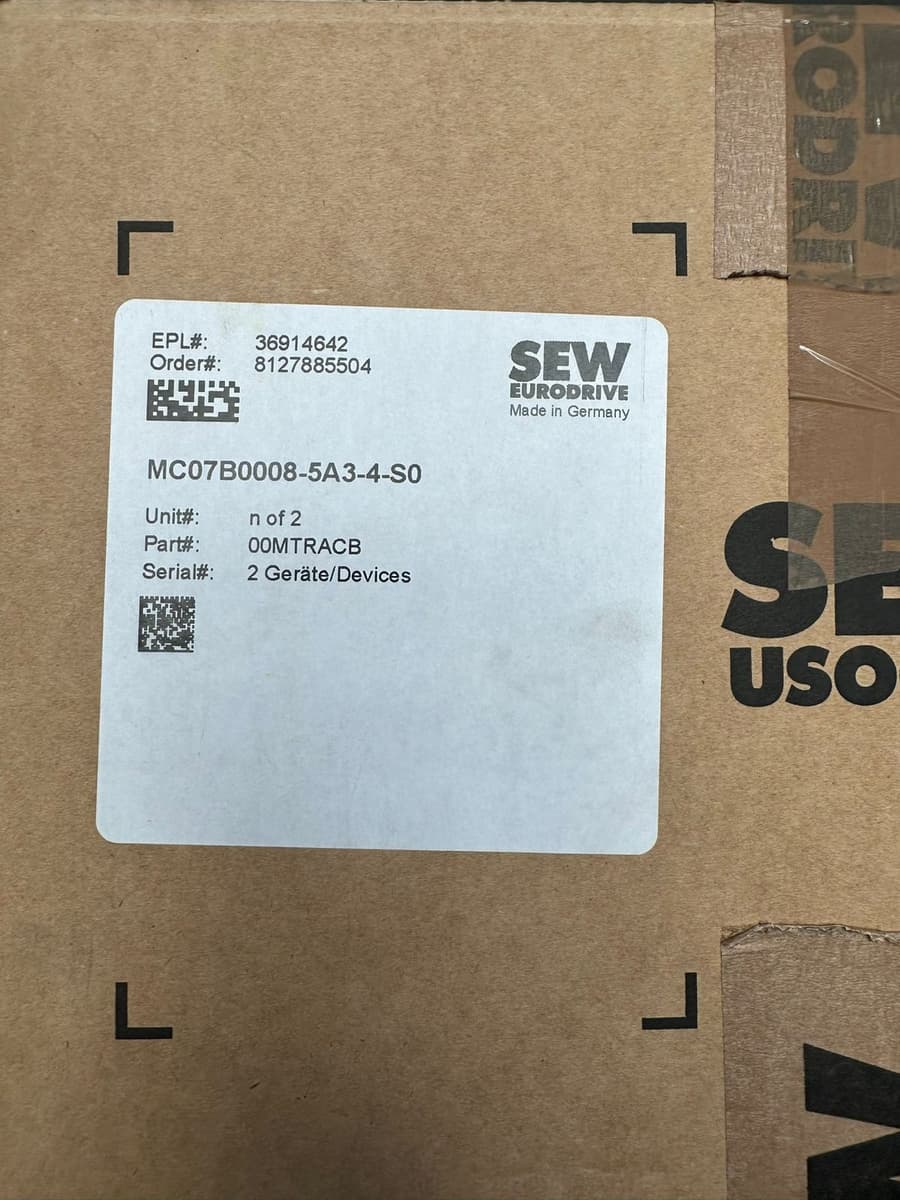 EPL#: 36914642
Order#: 8127885504
SEW
EURODRIVE
Made in Germany
MC07B0008-5A3-4-S0
Unit#: n of 2
Part#: 00MTRACB
Serial#: 2 Geräte/Devices
SE
USO
RODRI